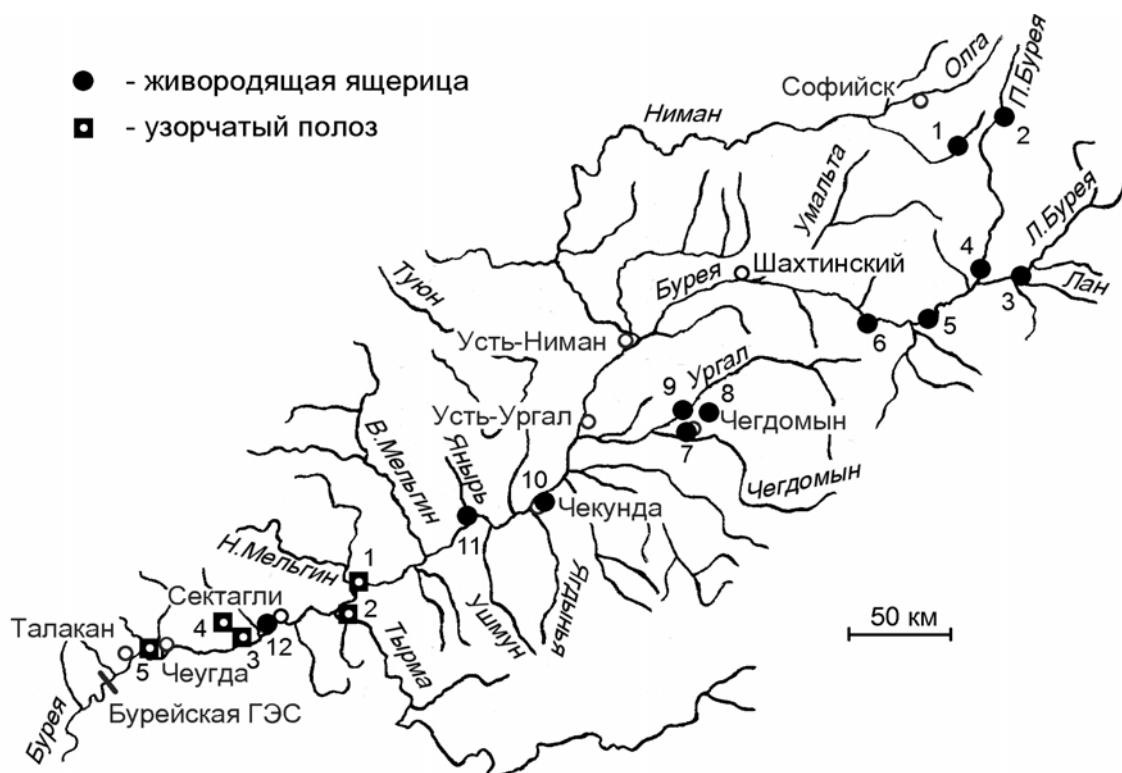 - живородящая ящерица
- узорчатый полоз
Софийск
Олга
П.Бурея
Ниман
1
2
Умальта
Л.Бурея
4
Шахтинский
Бурея
3
Лан
Туюн
5
6
Усть-Ниман
Ургал
9
8
Усть-Ургал
Чегдомын
7
В.Мельгин
Янырь
Чегдомын
10
Чекунда
11
Н.Мельгин
1
Ушмун
Ягдынья
Сектагли
2
50 км
4
Талакан
12
3
Тырма
5
Чеугда
Бурейская ГЭС
Бурея